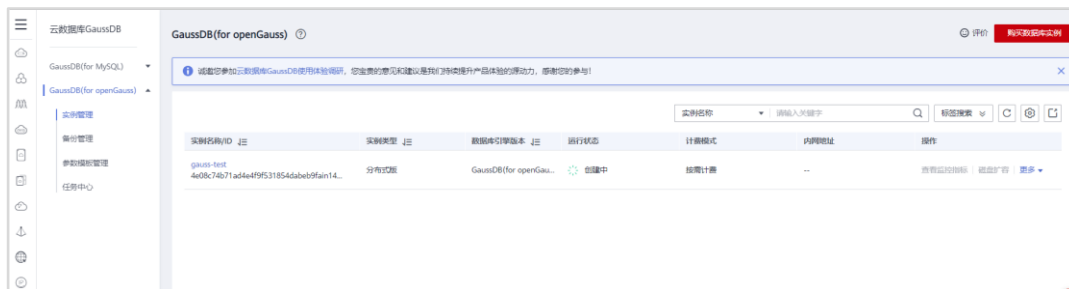 云数据库GaussDB
GaussDB(for MySQL)
GaussDB(for openGauss)
实例管理
备份管理
参数模板管理
任务中心
GaussDB(for openGauss)
评价
购买数据库实例
诚邀您参加云数据库GaussDB使用体验调研，您宝贵的意见和建议是我们持续提升产品体验的源动力，感谢您的参与！
实例名称 请输入关键字 标签搜索
实例名称/ID 实例类型 数据库引擎版本 运行状态 计费模式 内网地址 操作
gauss-test
4e08c74b71ad4e4f9f531854dabeb9fain14...
分布式版 GaussDB(for openGau... 创建中 按需计费 -- 查看监控指标 磁盘扩容 更多